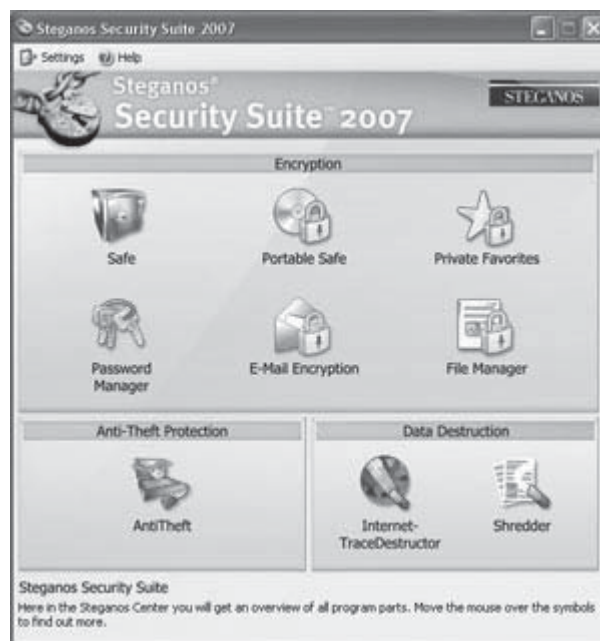 Steganos Security Suite 2007
Settings Help
Steganos®
Security Suite™ 2007
STEGANOS
Encryption
Safe Portable Safe Private Favorites
Password
Manager
E-Mail Encryption File Manager
Anti-Theft Protection
AntiTheft
Data Destruction
Internet-
TraceDestructor
Shredder
Steganos Security Suite
Here in the Steganos Center you will get an overview of all program parts. Move the mouse over the symbols
to find out more.